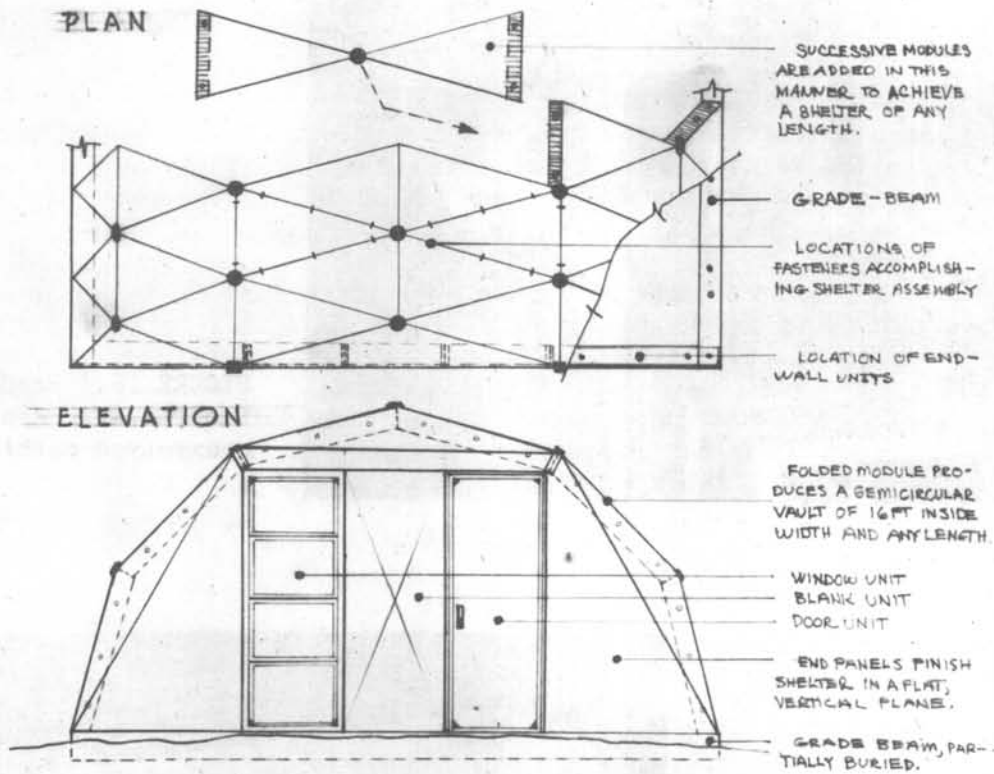 PLAN
SUCCESSIVE MODULES
ARE ADDED IN THIS
MANNER TO ACHIEVE
A SHELTER OF ANY
LENGTH.
GRADE-BEAM
LOCATIONS OF
FASTENERS ACCOMPLISH-
ING SHELTER ASSEMBLY
LOCATION OF END-
WALL UNITS
ELEVATION
FOLDED MODULE PRO-
DUCES A SEMICIRCULAR
VAULT OF 16FT INSIDE
WIDTH AND ANY LENGTH.
WINDOW UNIT
BLANK UNIT
DOOR UNIT
END PANELS FINISH
SHELTER IN A FLAT,
VERTICAL PLANE.
GRADE BEAM, PAR-
TIALLY BURIED.